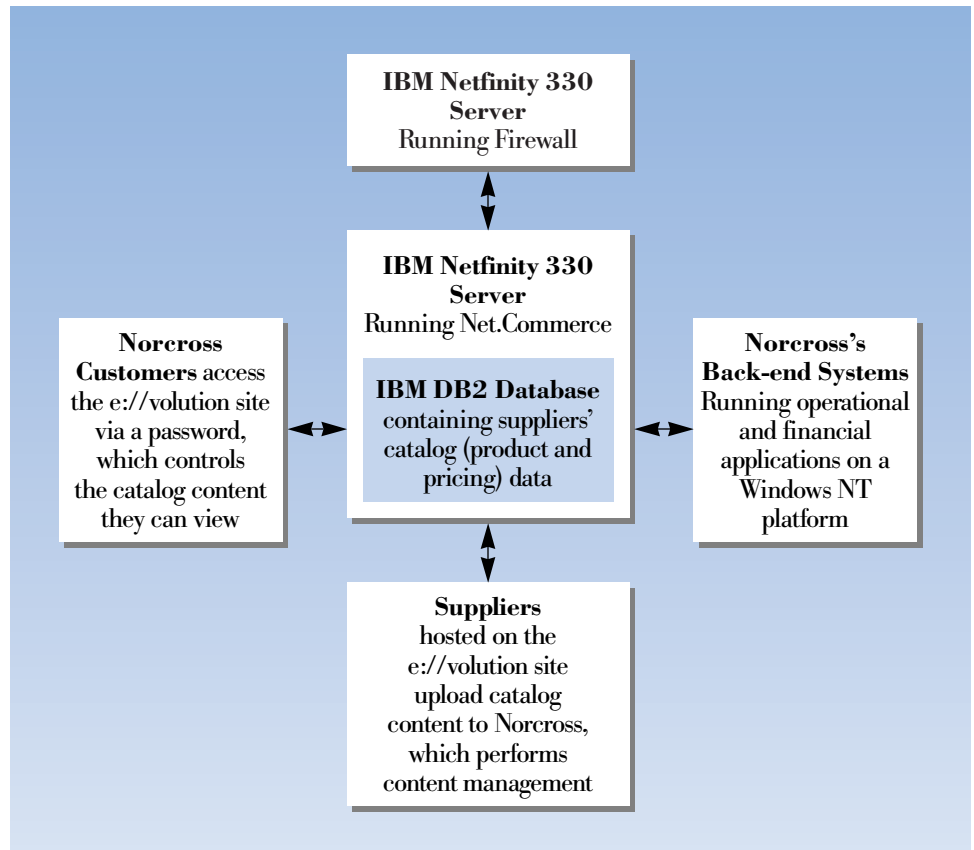 IBM Netfinity 330
Server
Running Firewall
IBM Netfinity 330
Server
Running Net.Commerce
IBM DB2 Database
containing suppliers’
catalog (product and
pricing) data
Norcross
Customers access
the e://volution site
via a password,
which controls
the catalog content
they can view
Norcross’s
Back-end Systems
Running operational
and financial
applications on a
Windows NT
platform
Suppliers
hosted on the
e://volution site
upload catalog
content to Norcross,
which performs
content management